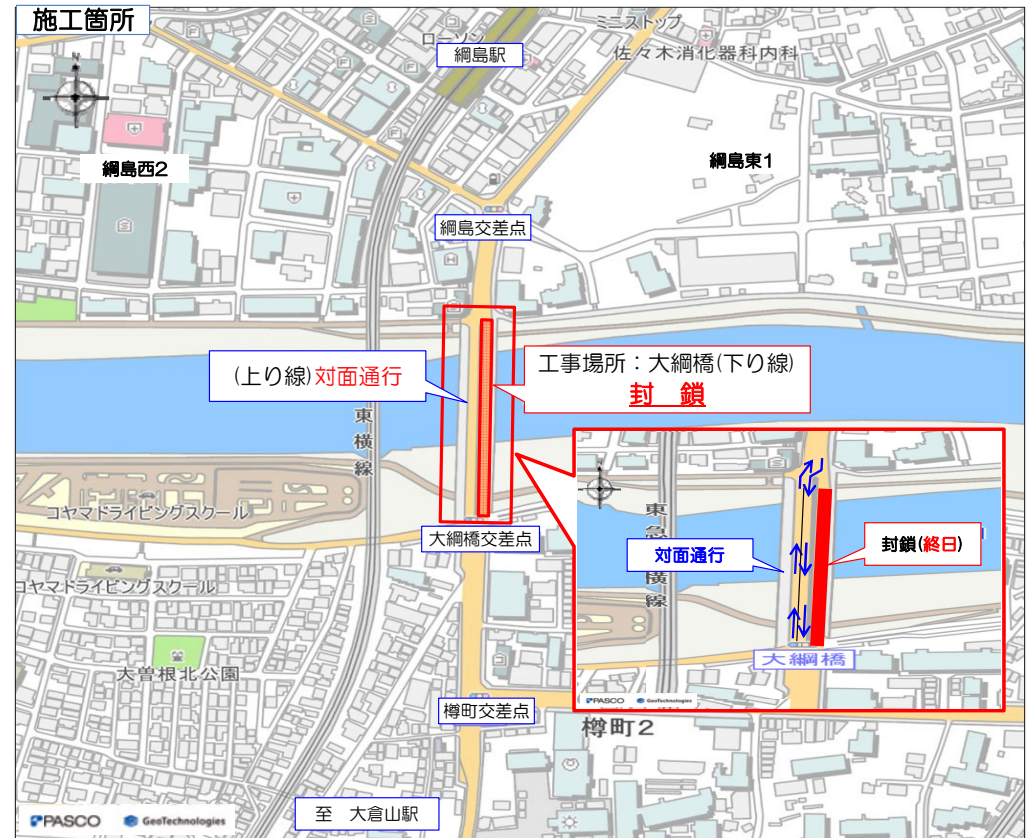 施工箇所
ローソン
ミニストップ
綱島駅
佐々木消化器科内科
綱島西2
綱島東1
綱島交差点
(上り線)対面通行
工事場所：大綱橋(下り線)
封 鎖
東横線
コヤマドライビングスクール
大綱橋交差点
コヤマドライビングスクール
大曽根北公園
樽町交差点
樽町2
至 大倉山駅
PASCO GeoTechnologies
東急
横線
対面通行
封鎖(終日)
大綱橋
PASCO GeoTechnologies